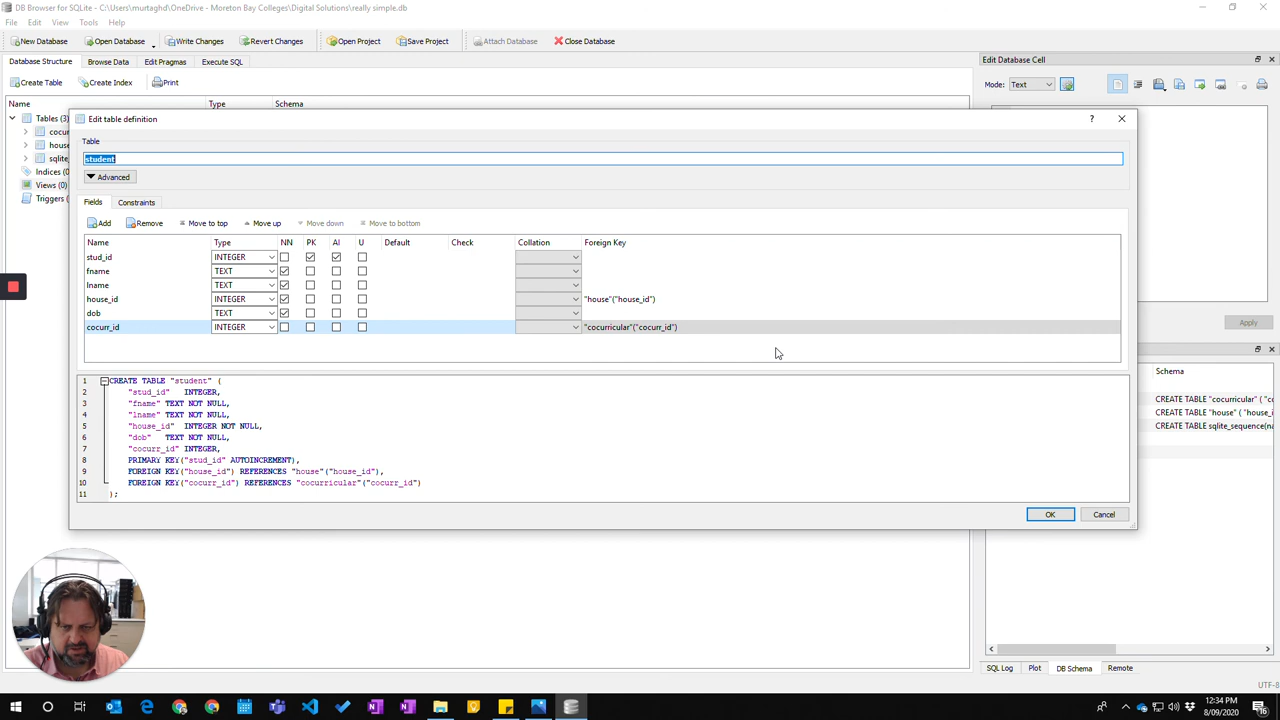 DB Browser for SQLite - C:\Users\murtaghd\OneDrive - Moreton Bay Colleges\Digital Solutions\really simple.db
File Edit View Tools Help
New Database Open Database Write Changes Revert Changes Open Project Save Project Attach Database Close Database
Database Structure Browse Data Edit Pragmas Execute SQL
Edit Database Cell
Create Table Create Index Print
Mode: Text
Name Type Schema
Tables (3)
cocur
house
sqlite_
Indices (0)
Views (0)
Triggers (
Edit table definition
?
Table
student
Advanced
Fields Constraints
Add Remove Move to top Move up Move down Move to bottom
Name Type NN PK AI U Default Check Collation Foreign Key
stud_id INTEGER
fname TEXT
lname TEXT
house_id INTEGER "house"("house_id")
dob TEXT
cocurr_id INTEGER "cocurricular"("cocurr_id")
1 CREATE TABLE "student" (
2 "stud_id" INTEGER,
3 "fname" TEXT NOT NULL,
4 "lname" TEXT NOT NULL,
5 "house_id" INTEGER NOT NULL,
6 "dob" TEXT NOT NULL,
7 "cocurr_id" INTEGER,
8 PRIMARY KEY("stud_id" AUTOINCREMENT),
9 FOREIGN KEY("house_id") REFERENCES "house"("house_id"),
10 FOREIGN KEY("cocurr_id") REFERENCES "cocurricular"("cocurr_id")
11 );
OK Cancel
Apply
Schema
CREATE TABLE "cocurricular" ( "cc
CREATE TABLE "house" ( "house_i
CREATE TABLE sqlite_sequence(na
SQL Log Plot DB Schema Remote
UTF-8
12:34 PM
8/09/2020
16